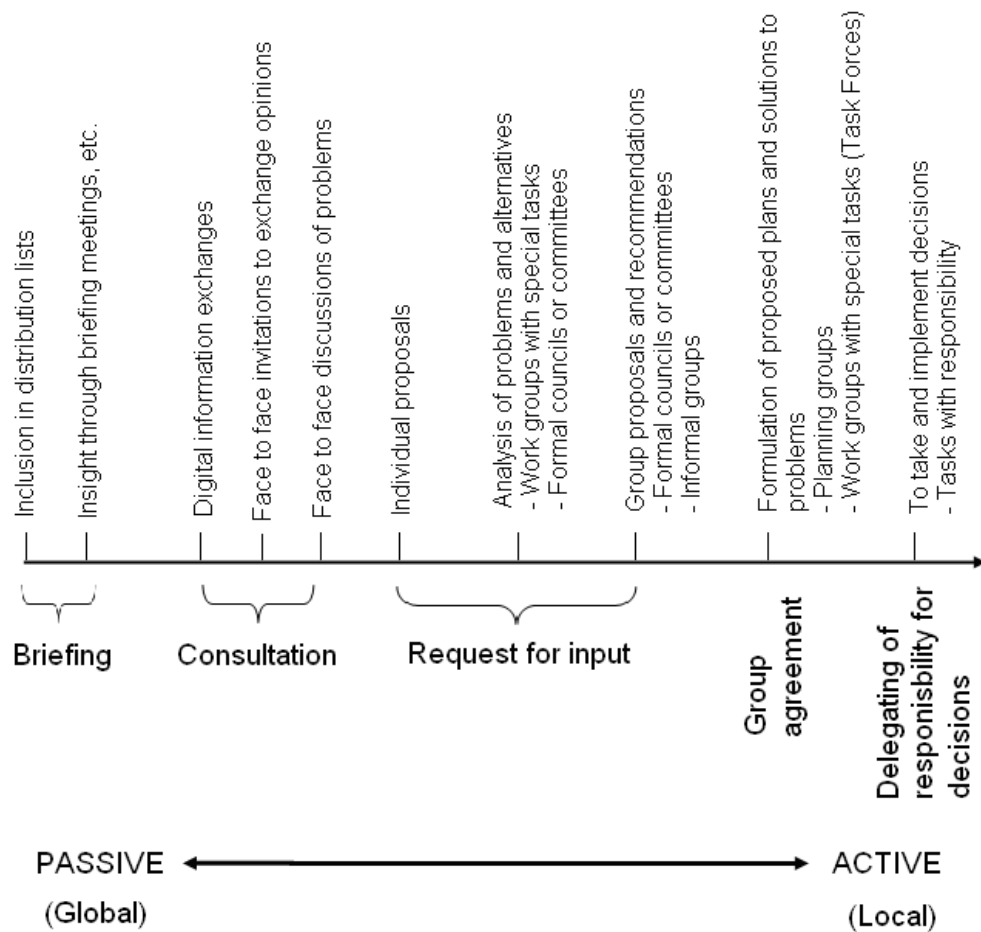 Inclusion in distribution lists
Insight through briefing meetings, etc.
Digital information exchanges
Face to face invitations to exchange opinions
Face to face discussions of problems
Individual proposals
Analysis of problems and alternatives
- Work groups with special tasks
- Formal councils or committees
Group proposals and recommendations
- Formal councils or committees
- Informal groups
Formulation of proposed plans and solutions to
problems
- Planning groups
- Work groups with special tasks (Task Forces)
To take and implement decisions
- Tasks with responsibility
Briefing
Consultation
Request for input
Group
agreement
Delegating of
responisbility for
decisions
PASSIVE
(Global)
ACTIVE
(Local)